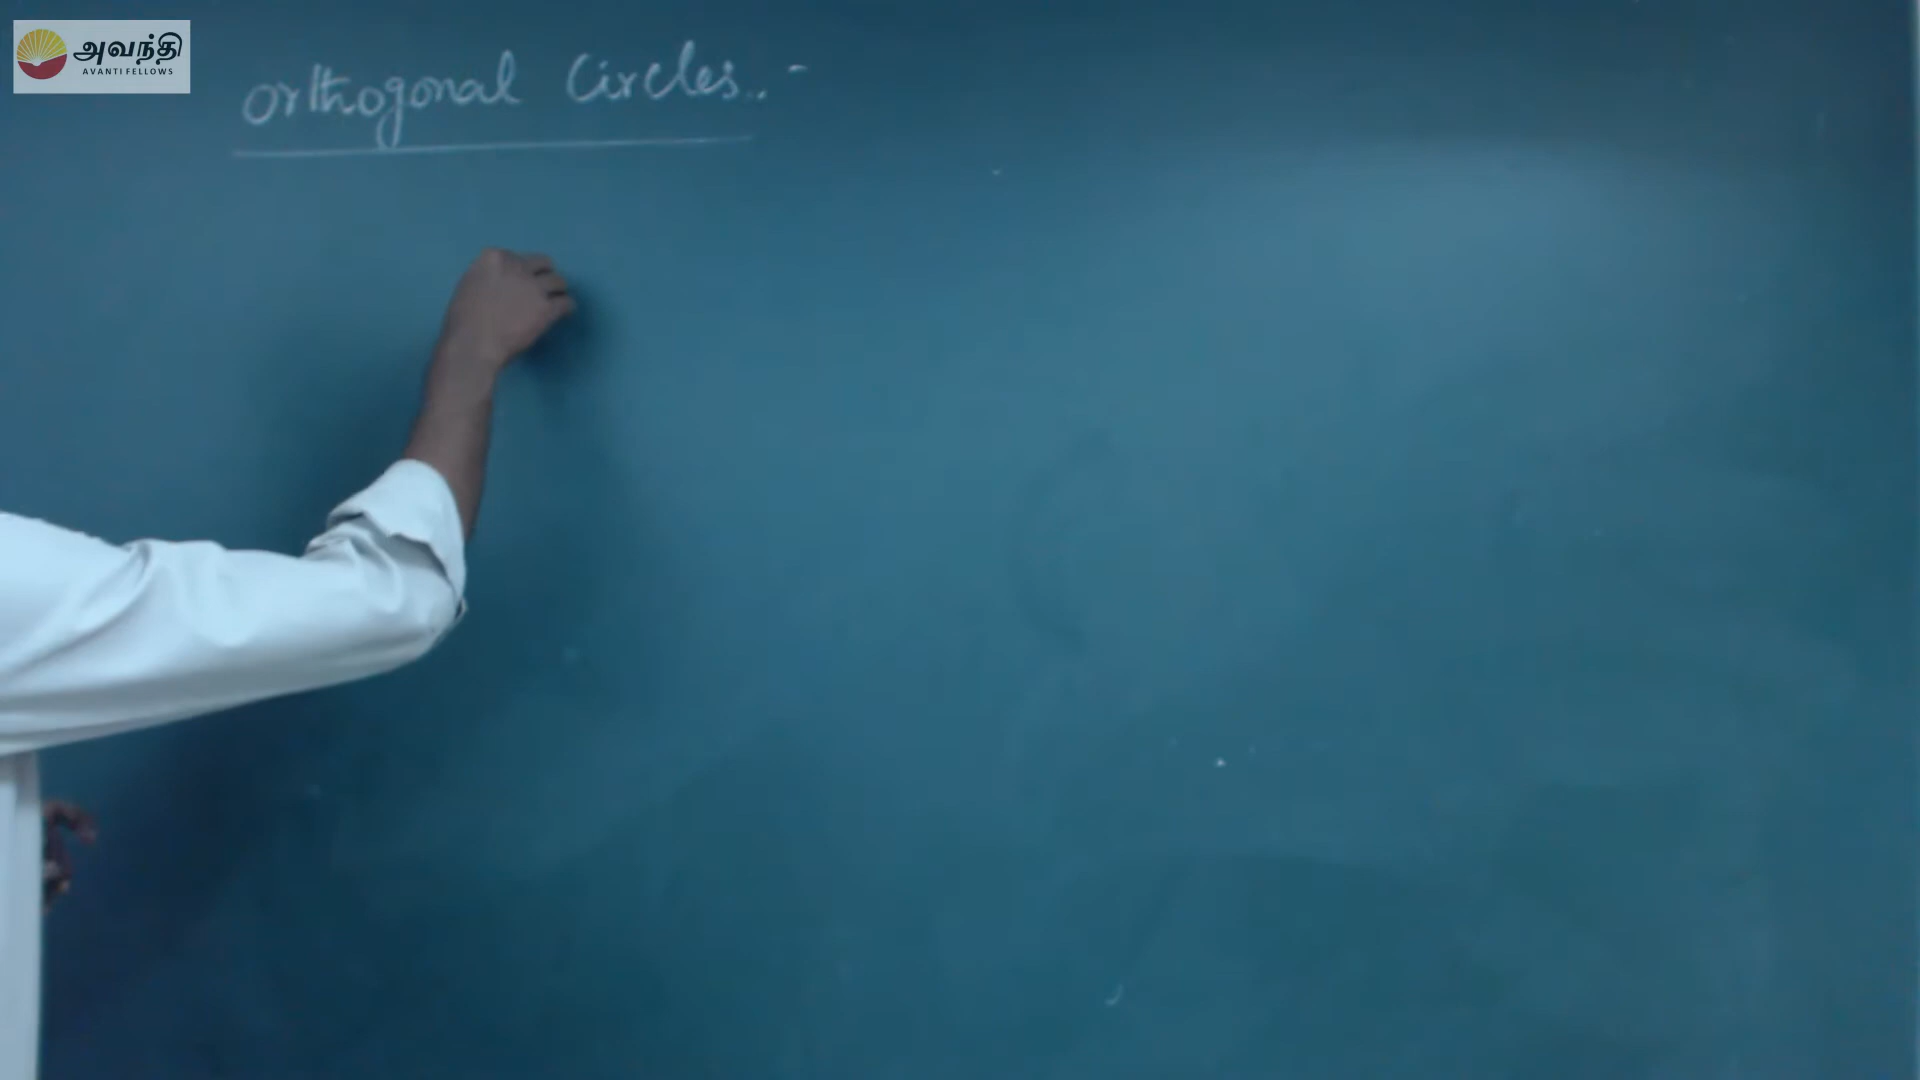 அவந்தி
AVANTI FELLOWS
Orthogonal Circles :-